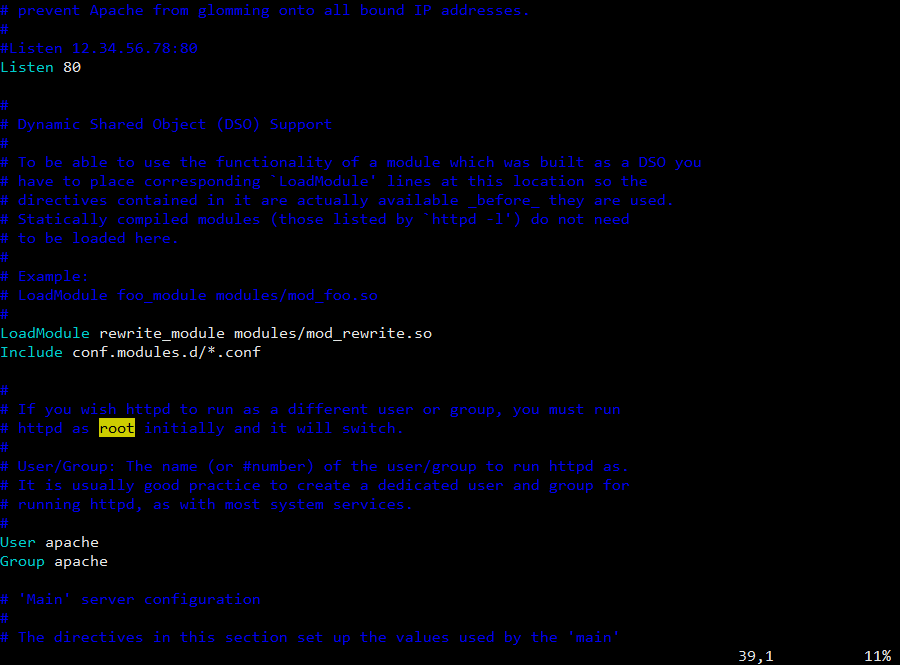 # prevent Apache from glomming onto all bound IP addresses.
#
#Listen 12.34.56.78:80
Listen 80
#
# Dynamic Shared Object (DSO) Support
#
# To be able to use the functionality of a module which was built as a DSO you
# have to place corresponding `LoadModule' lines at this location so the
# directives contained in it are actually available _before_ they are used.
# Statically compiled modules (those listed by `httpd -l') do not need
# to be loaded here.
#
# Example:
# LoadModule foo_module modules/mod_foo.so
#
LoadModule rewrite_module modules/mod_rewrite.so
Include conf.modules.d/*.conf
#
# If you wish httpd to run as a different user or group, you must run
# httpd as root initially and it will switch.
#
# User/Group: The name (or #number) of the user/group to run httpd as.
# It is usually good practice to create a dedicated user and group for
# running httpd, as with most system services.
#
User apache
Group apache
# 'Main' server configuration
#
# The directives in this section set up the values used by the 'main'
39,1 11%